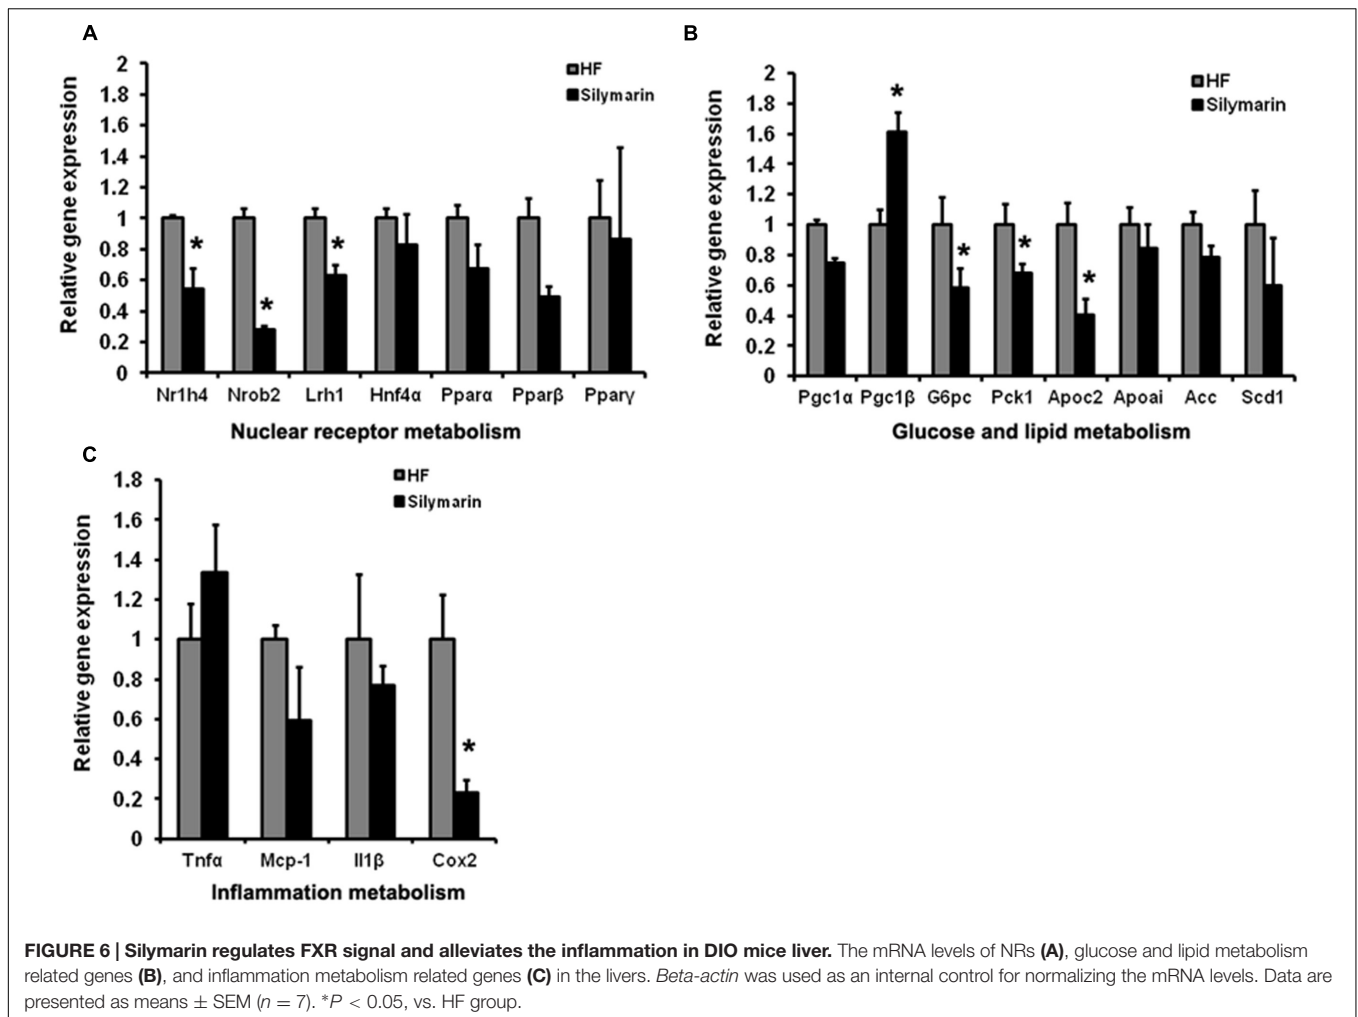 A
2
1.8
1.6
1.4
1.2
1
0.8
0.6
0.4
0.2
0
Relative gene expression
HF
Silymarin
*
*
*
Nr1h4 Nrob2 Lrh1 Hnf4α Pparα Pparβ Pparγ
Nuclear receptor metabolism
B
2
1.8
1.6
1.4
1.2
1
0.8
0.6
0.4
0.2
0
Relative gene expression
HF
Silymarin
*
*
*
*
Pgc1α Pgc1β G6pc Pck1 Apoc2 Apoai Acc Scd1
Glucose and lipid metabolism
C
1.8
1.6
1.4
1.2
1
0.8
0.6
0.4
0.2
0
Relative gene expression
HF
Silymarin
*
Tnfα Mcp-1 Il1β Cox2
Inflammation metabolism
FIGURE 6 | Silymarin regulates FXR signal and alleviates the inflammation in DIO mice liver. The mRNA levels of NRs (A), glucose and lipid metabolism
related genes (B), and inflammation metabolism related genes (C) in the livers. Beta-actin was used as an internal control for normalizing the mRNA levels. Data are
presented as means ± SEM (n = 7). *P < 0.05, vs. HF group.